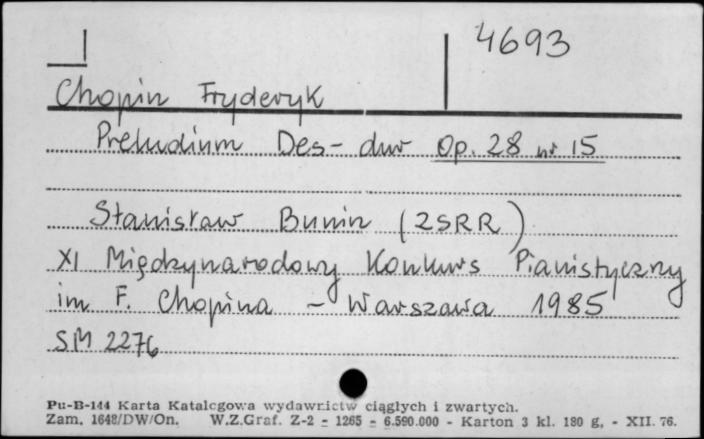 4693
Chopin Fryderyk
Preludium Des-dur Op. 28 nr 15
Stanisław Bunin (ZSRR)
XI Międzynarodowy Konkurs Pianistyczny
im F. Chopina - Warszawa 1985
SM 2276
Pu-B-144 Karta Katalogowa wydawnictw ciągłych i zwartych.
Zam. 1648/DW/On. W.Z.Graf. Z-2 - 1265 - 6.590.000 - Karton 3 kl. 180 g, - XII. 76.